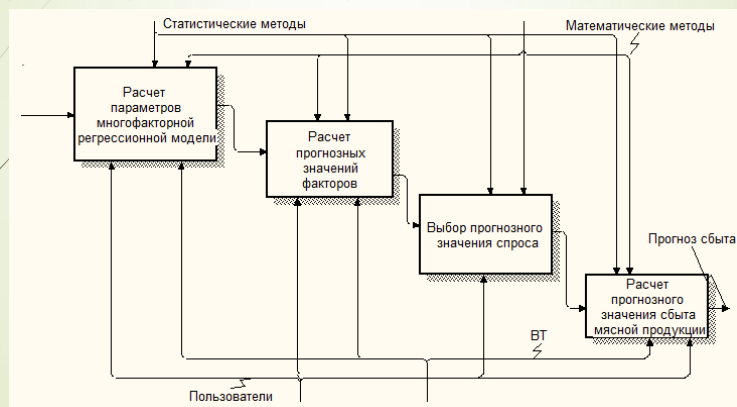 Статистические методы
Математические методы
Расчет
параметров
многофакторной
регрессионной модели
Расчет
прогнозных
значений
факторов
Выбор прогнозного
значения спроса
Прогноз сбыта
Расчет
прогнозного
значения сбыта
мясной продукции
ВТ
Пользователи